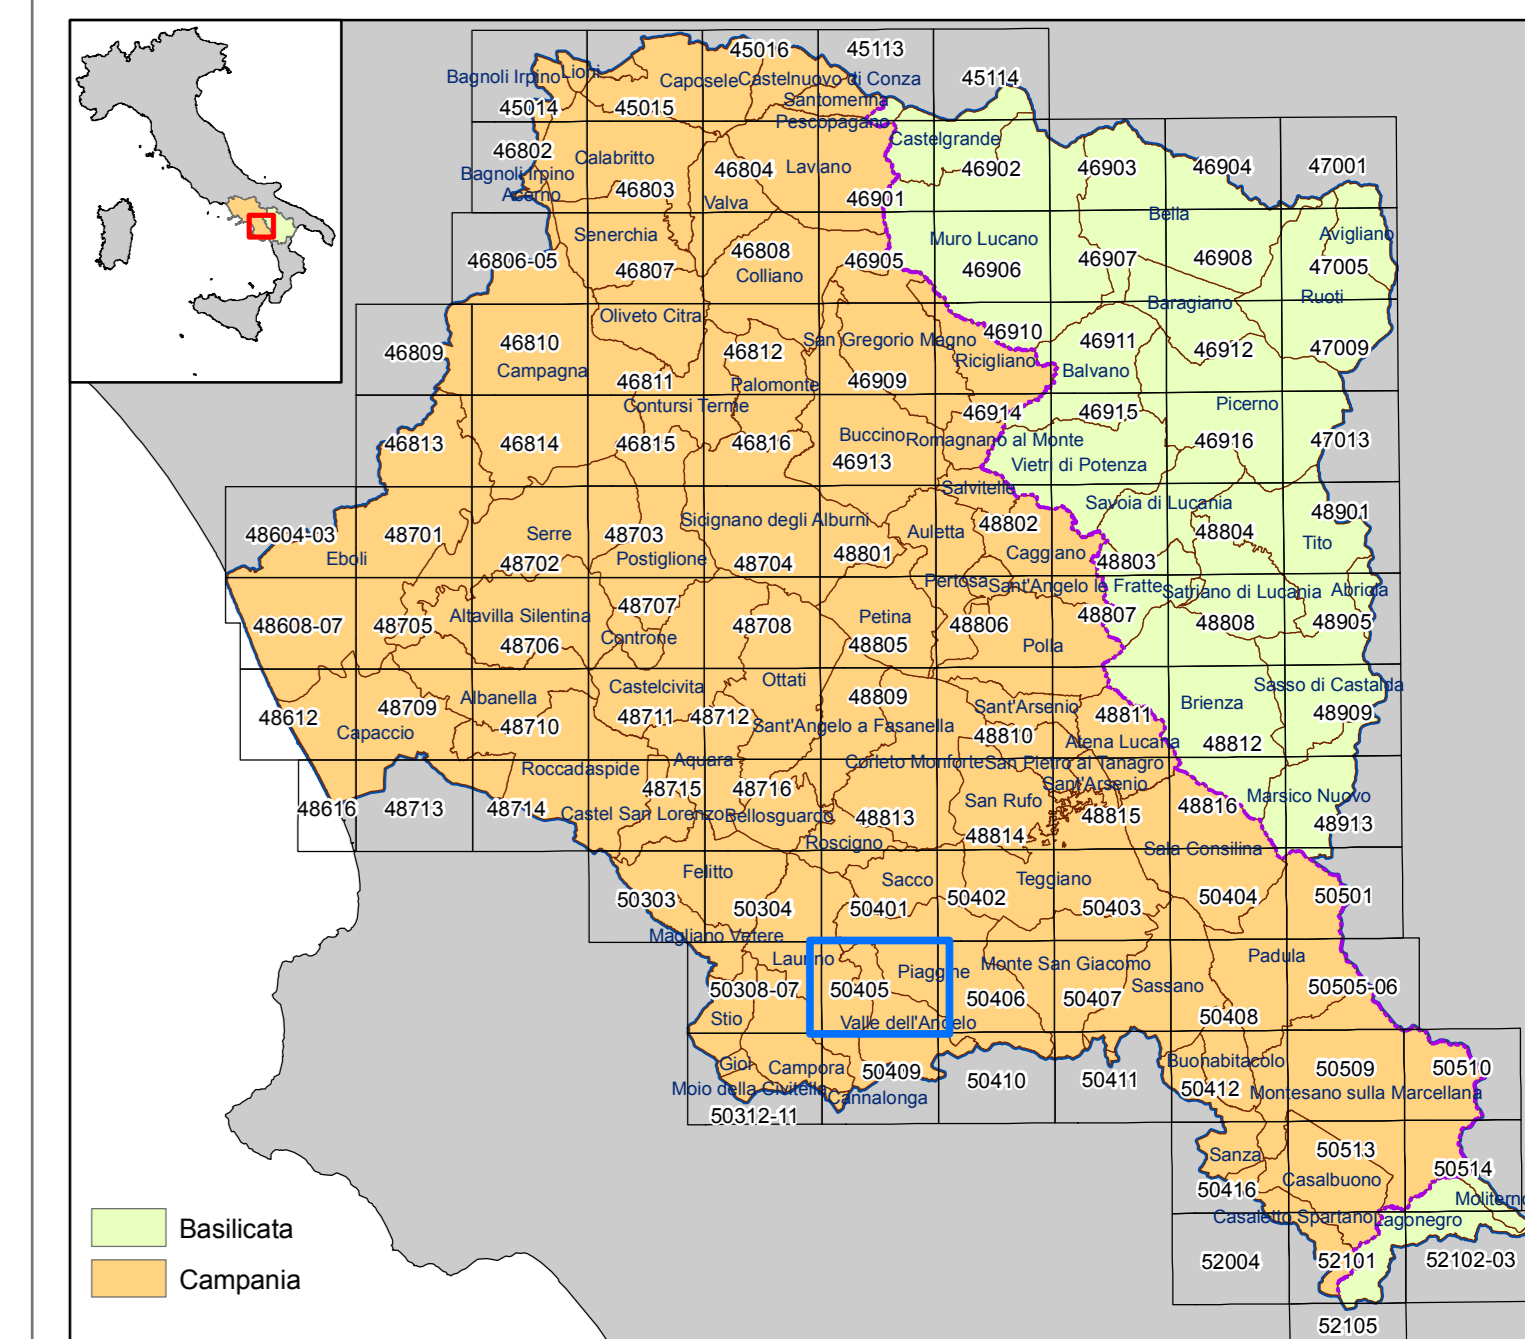 45016
45113
Bagnoli Irpino
Lioni
Caposele
Castelnuovo di Conza
45114
45014
45015
Santomenna
Pescopagano
46802
Calabritto
46804
Laviano
Castelgrande
46902
46903
46904
47001
Bagnoli Irpino
Acerno
46803
Valva
46901
Bella
Senerchia
46808
Muro Lucano
Avigliano
46806-05
46807
Colliano
46905
46906
46907
46908
47005
Oliveto Citra
Baragiano
Ruoti
46809
46810
Campagna
46812
San Gregorio Magno
46910
Ricigliano
46911
46912
47009
46811
Palomonte
46909
Balvano
Contursi Terme
46914
46915
Picerno
46813
46814
46815
46816
Buccino
46913
Romagnano al Monte
Vietri di Potenza
46916
47013
Salvitelle
Savoia di Lucania
48604-03
Eboli
48701
Serre
48702
48703
Postiglione
Sicignano degli Alburni
48704
48801
Auletta
48802
Caggiano
48803
48804
48901
Tito
Pertosa
Sant'Angelo le Fratte
Satriano di Lucania
Abriola
48608-07
48705
Altavilla Silentina
48706
48707
Controne
48708
Petina
48805
48806
Polla
48807
48808
48905
48612
48709
Capaccio
Albanella
48710
Castelcivita
48711
48712
Ottati
Sant'Angelo a Fasanella
48809
Sant'Arsenio
48810
48811
Atena Lucana
Brienza
48812
Sasso di Castalda
48909
Roccadaspide
Aquara
Corleto Monforte
San Pietro al Tanagro
Sant'Arsenio
48616
48713
48714
Castel San Lorenzo
48715
48716
Bellosguardo
48813
Roscigno
San Rufo
48814
48815
48816
Marsico Nuovo
48913
Sala Consilina
Felitto
50303
50304
Sacco
50401
50402
Teggiano
50403
50404
50501
Magliano Vetere
Laurino
50308-07
Stio
50405
Piaggine
Valle dell'Angelo
Monte San Giacomo
50406
50407
Sassano
50408
Padula
50505-06
Gioi
Campora
50409
50410
50411
Buonabitacolo
50412
50509
50510
Moio della Civitella
Cannalonga
Montesano sulla Marcellana
50312-11
Sanza
50416
50513
Casalbuono
50514
Moliterno
Casaletto Spartano
Lagonegro
52004
52101
52102-03
52105
Basilicata
Campania